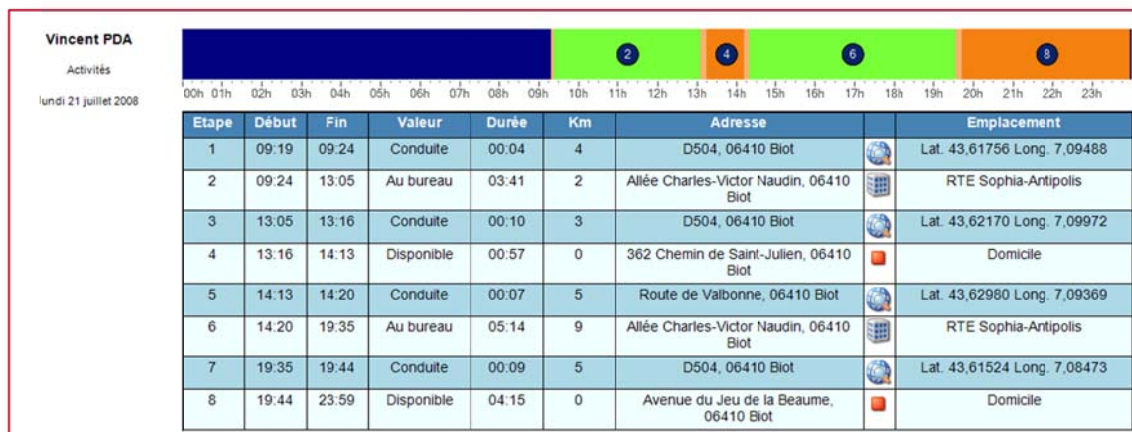 Vincent PDA
Activités
lundi 21 juillet 2008
2 4 6 8
00h 01h 02h 03h 04h 05h 06h 07h 08h 09h 10h 11h 12h 13h 14h 15h 16h 17h 18h 19h 20h 21h 22h 23h
Etape Début Fin Valeur Durée Km Adresse Emplacement
1 09:19 09:24 Conduite 00:04 4 D504, 06410 Biot Lat. 43,61756 Long. 7,09488
2 09:24 13:05 Au bureau 03:41 2 Allée Charles-Victor Naudin, 06410 RTE Sophia-Antipolis
Biot
3 13:05 13:16 Conduite 00:10 3 D504, 06410 Biot Lat. 43,62170 Long. 7,09972
4 13:16 14:13 Disponible 00:57 0 362 Chemin de Saint-Julien, 06410 Domicile
Biot
5 14:13 14:20 Conduite 00:07 5 Route de Valbonne, 06410 Biot Lat. 43,62980 Long. 7,09369
6 14:20 19:35 Au bureau 05:14 9 Allée Charles-Victor Naudin, 06410 RTE Sophia-Antipolis
Biot
7 19:35 19:44 Conduite 00:09 5 D504, 06410 Biot Lat. 43,61524 Long. 7,08473
8 19:44 23:59 Disponible 04:15 0 Avenue du Jeu de la Beaume, Domicile
06410 Biot